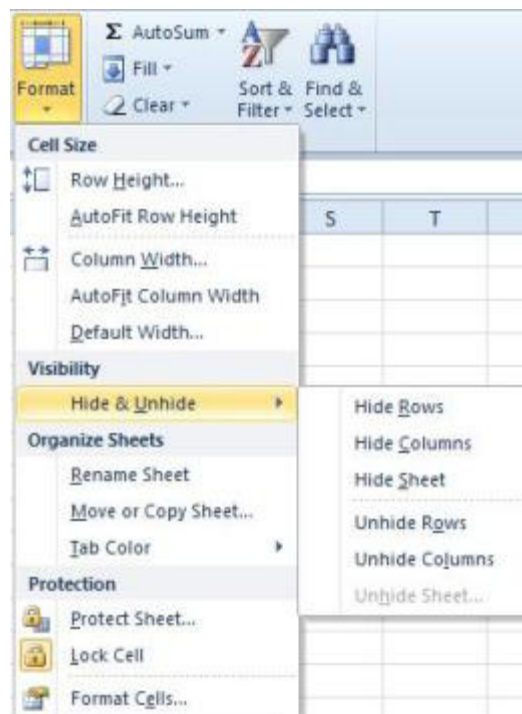 Format
Σ AutoSum
Fill
Clear
Sort & Filter
Find & Select
Cell Size
Row Height...
AutoFit Row Height
Column Width...
AutoFit Column Width
Default Width...
Visibility
Hide & Unhide
Organize Sheets
Rename Sheet
Move or Copy Sheet...
Tab Color
Protection
Protect Sheet...
Lock Cell
Format Cells...
S T
Hide Rows
Hide Columns
Hide Sheet
Unhide Rows
Unhide Columns
Unhide Sheet...